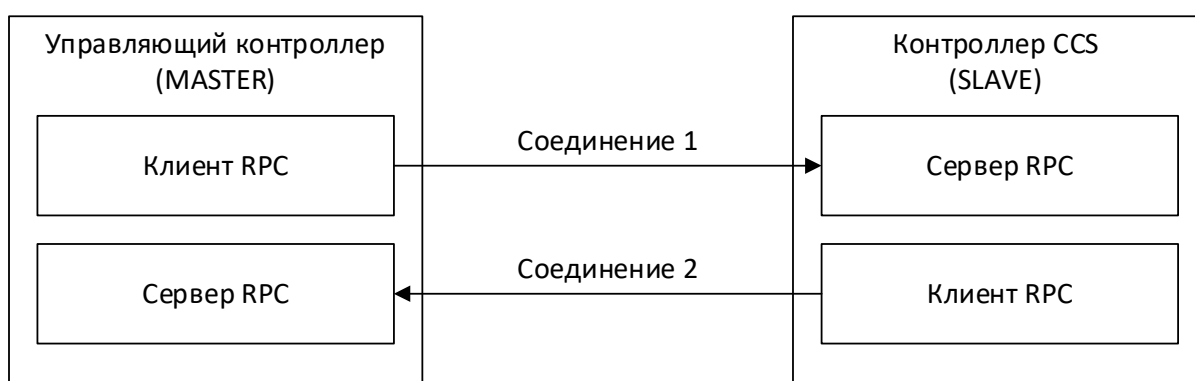 Управляющий контроллер
(MASTER)
Клиент RPC
Сервер RPC
Соединение 1
Соединение 2
Контроллер CCS
(SLAVE)
Сервер RPC
Клиент RPC